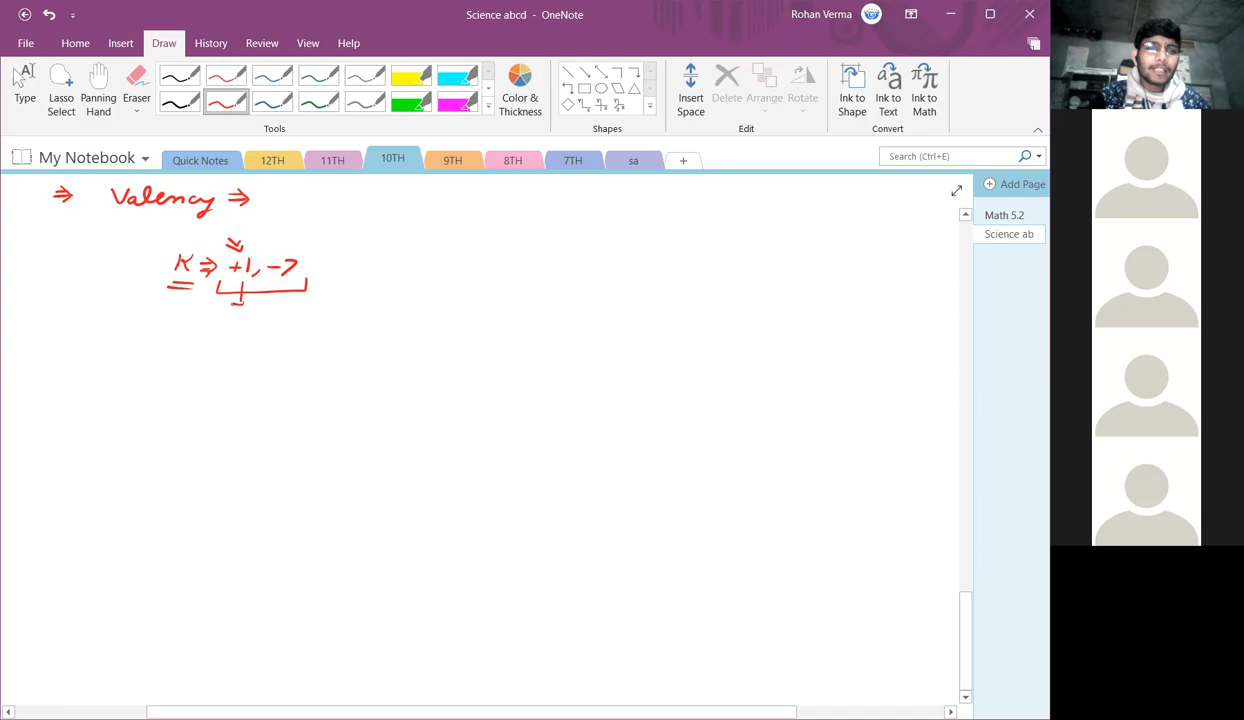 Science abcd - OneNote
Rohan Verma
File Home Insert Draw History Review View Help
Type
Lasso Select
Panning Hand
Eraser
Color & Thickness
Insert Space
Delete
Arrange
Rotate
Ink to Shape
Ink to Text
Ink to Math
Tools
Shapes
Edit
Convert
My Notebook
Quick Notes 12TH 11TH 10TH 9TH 8TH 7TH sa +
Search (Ctrl+E)
Add Page
Math 5.2
Science ab
⇒ Valency ⇒
K ⇒ +1, -7